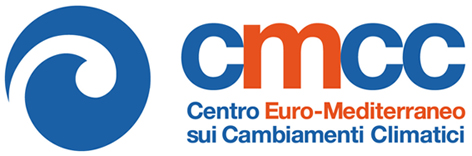 cmcc
Centro Euro-Mediterraneo
sui Cambiamenti Climatici